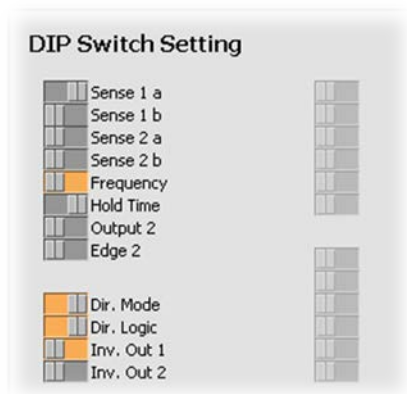 DIP Switch Setting
Sense 1 a
Sense 1 b
Sense 2 a
Sense 2 b
Frequency
Hold Time
Output 2
Edge 2
Dir. Mode
Dir. Logic
Inv. Out 1
Inv. Out 2